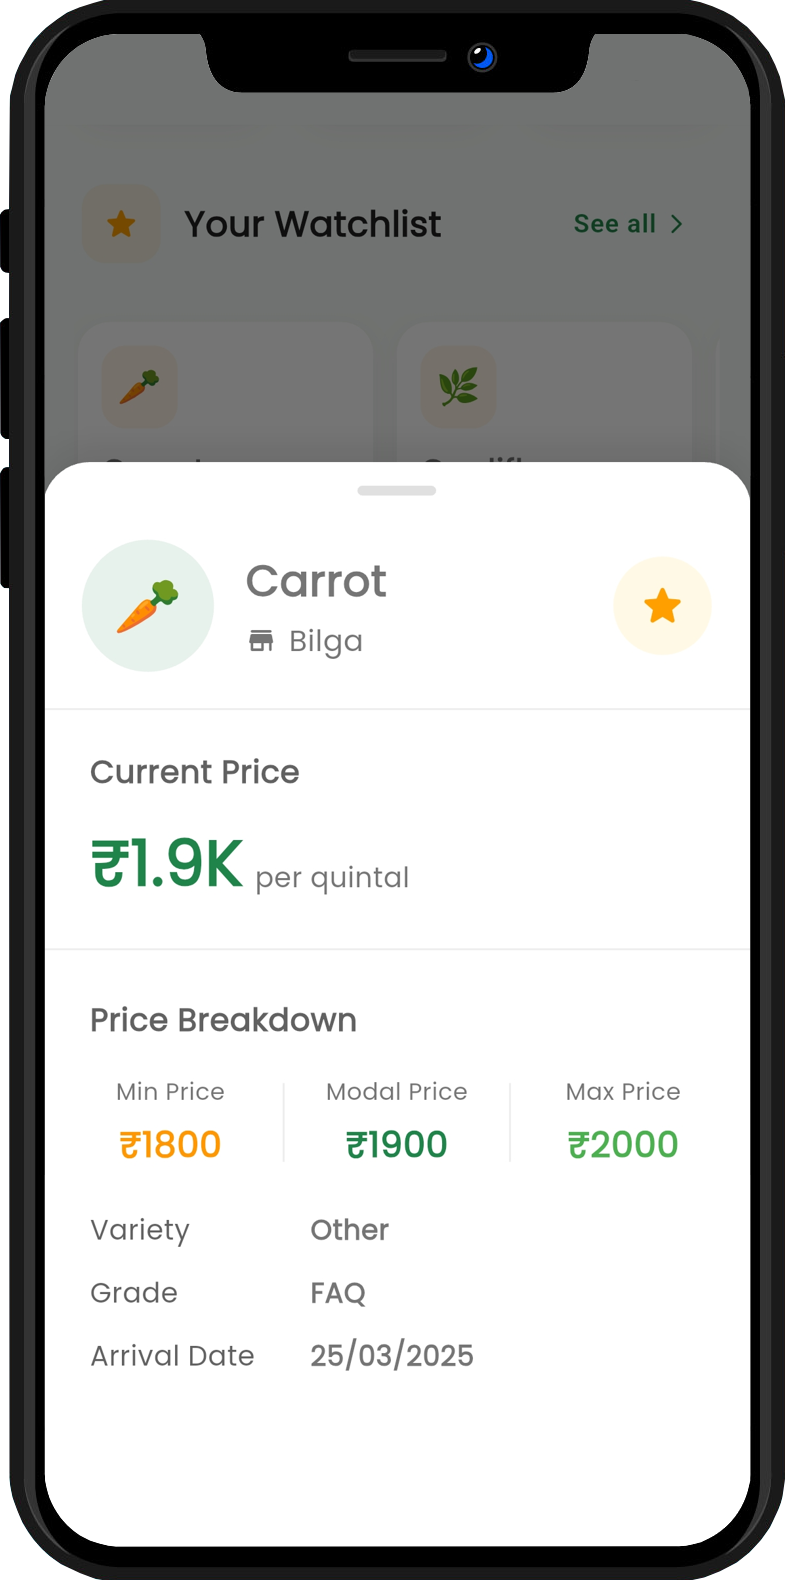 Your Watchlist
See all
Carrot
Bilga
Current Price
₹1.9K per quintal
Price Breakdown
Min Price Modal Price Max Price
₹1800 ₹1900 ₹2000
Variety Other
Grade FAQ
Arrival Date 25/03/2025